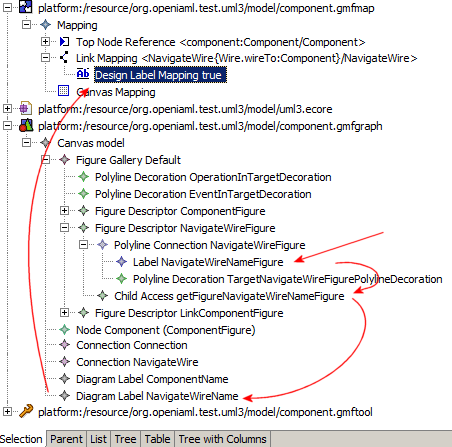 platform:/resource/org.openiaml.test.uml3/model/component.gmfmap
Mapping
Top Node Reference <component:Component/Component>
Link Mapping <NavigateWire{Wire.wireTo:Component}/NavigateWire>
Design Label Mapping true
Canvas Mapping
platform:/resource/org.openiaml.test.uml3/model/uml3.ecore
platform:/resource/org.openiaml.test.uml3/model/component.gmfgraph
Canvas model
Figure Gallery Default
Polyline Decoration OperationInTargetDecoration
Polyline Decoration EventInTargetDecoration
Figure Descriptor ComponentFigure
Figure Descriptor NavigateWireFigure
Polyline Connection NavigateWireFigure
Label NavigateWireNameFigure
Polyline Decoration TargetNavigateWireFigurePolylineDecoration
Child Access getFigureNavigateWireNameFigure
Figure Descriptor LinkComponentFigure
Node Component (ComponentFigure)
Connection Connection
Connection NavigateWire
Diagram Label ComponentName
Diagram Label NavigateWireName
platform:/resource/org.openiaml.test.uml3/model/component.gmftool
Selection Parent List Tree Table Tree with Columns